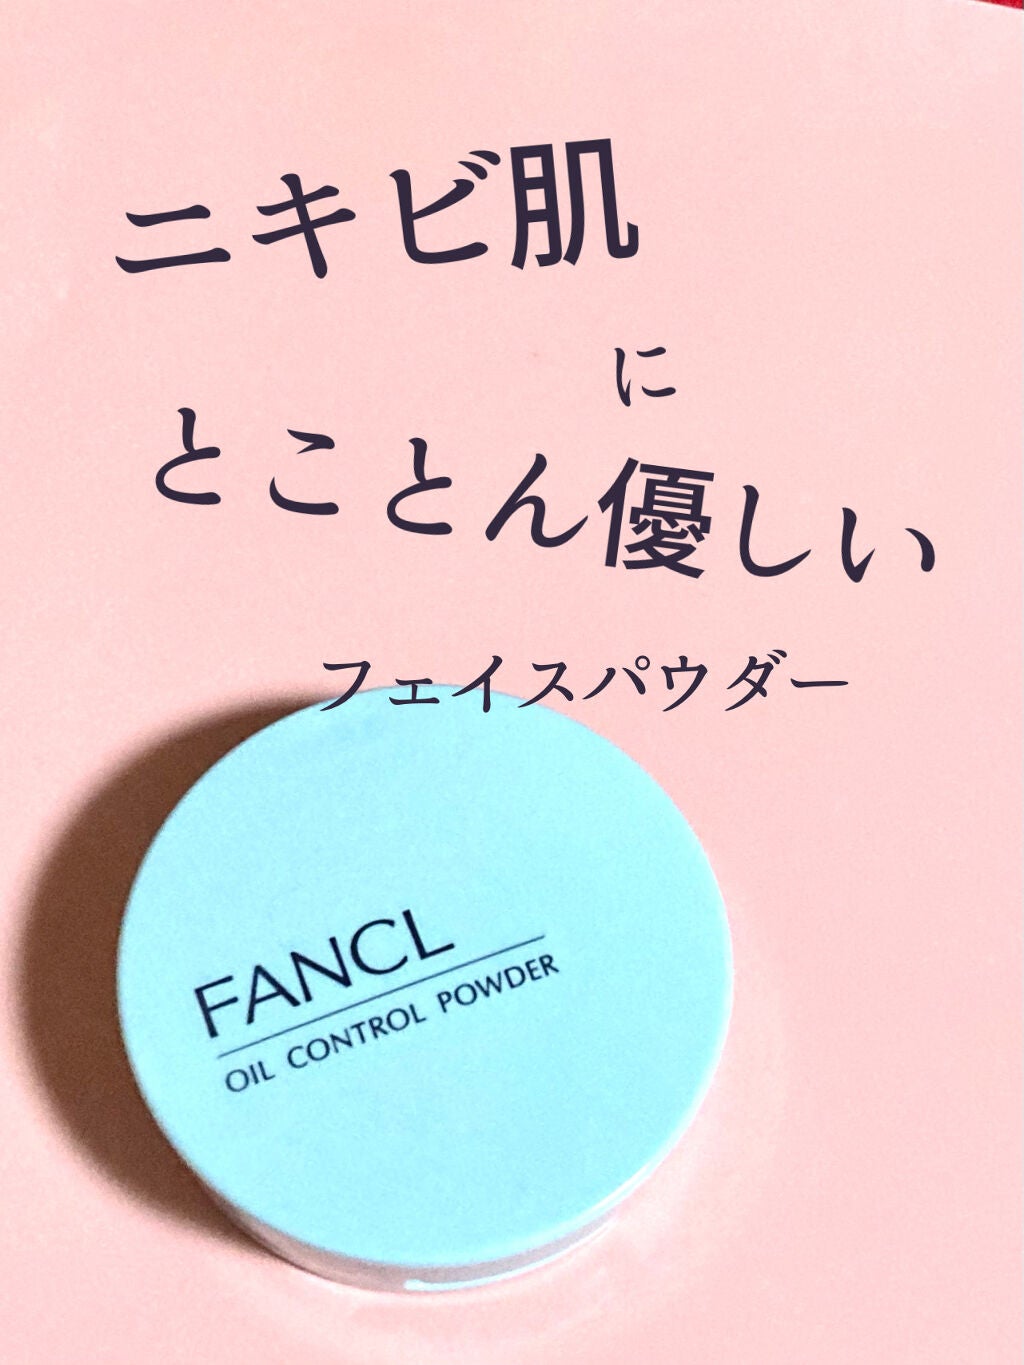 ニキビ肌
に
とことん優しい
フェイスパウダー
FANCL
OIL CONTROL POWDER